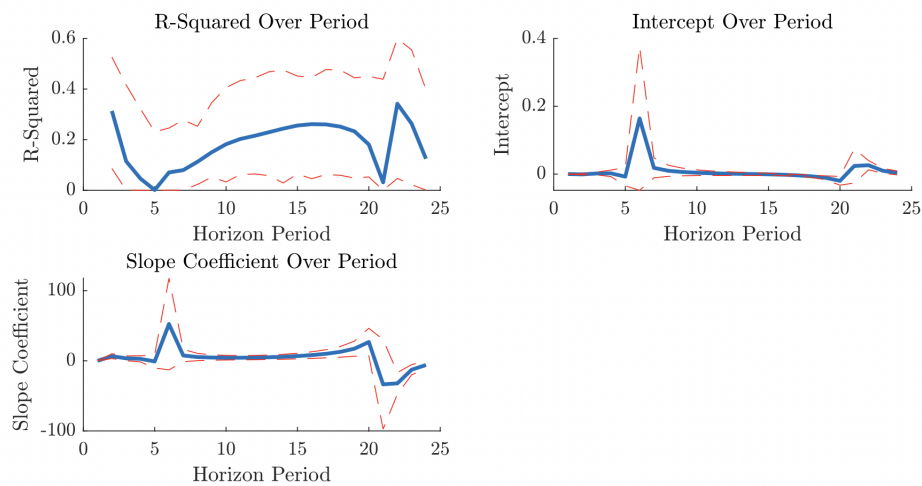 R-Squared Over Period
0.6
0.4
0.2
0
R-Squared
0 5 10 15 20 25
Horizon Period
Intercept Over Period
0.4
0.2
0
Intercept
0 5 10 15 20 25
Horizon Period
Slope Coefficient Over Period
100
0
-100
Slope Coefficient
0 5 10 15 20 25
Horizon Period